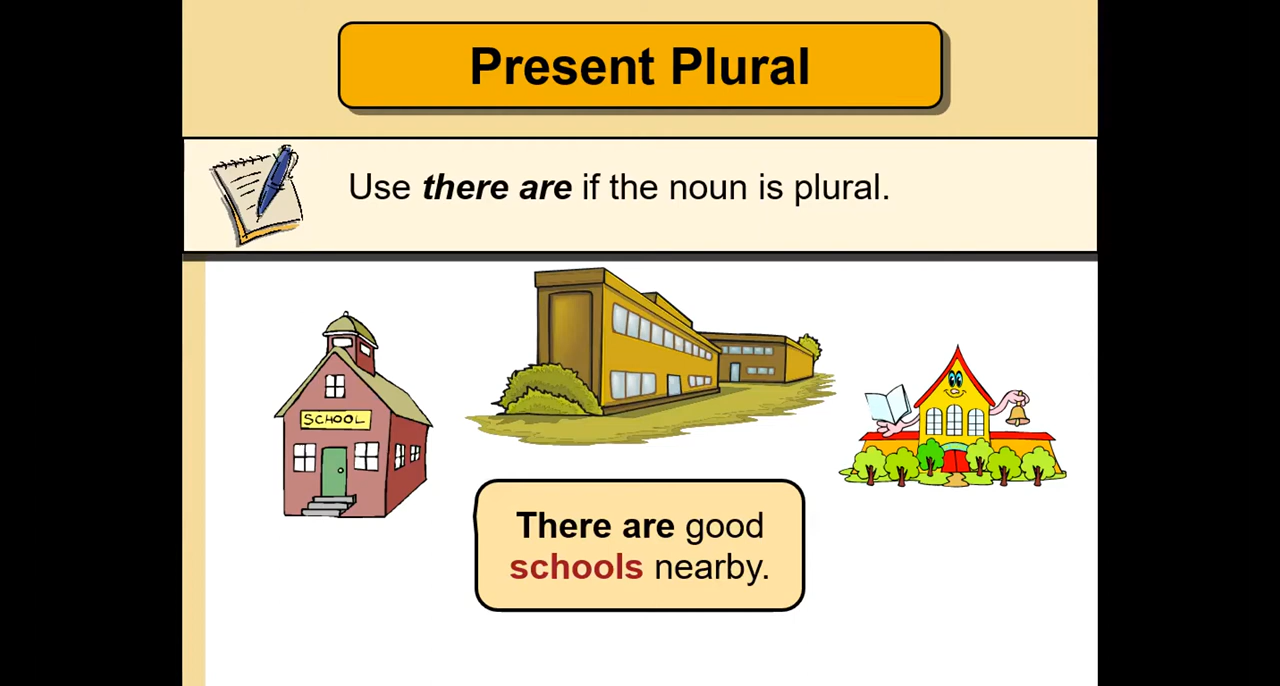 Present Plural
Use there are if the noun is plural.
SCHOOL
There are good
schools nearby.